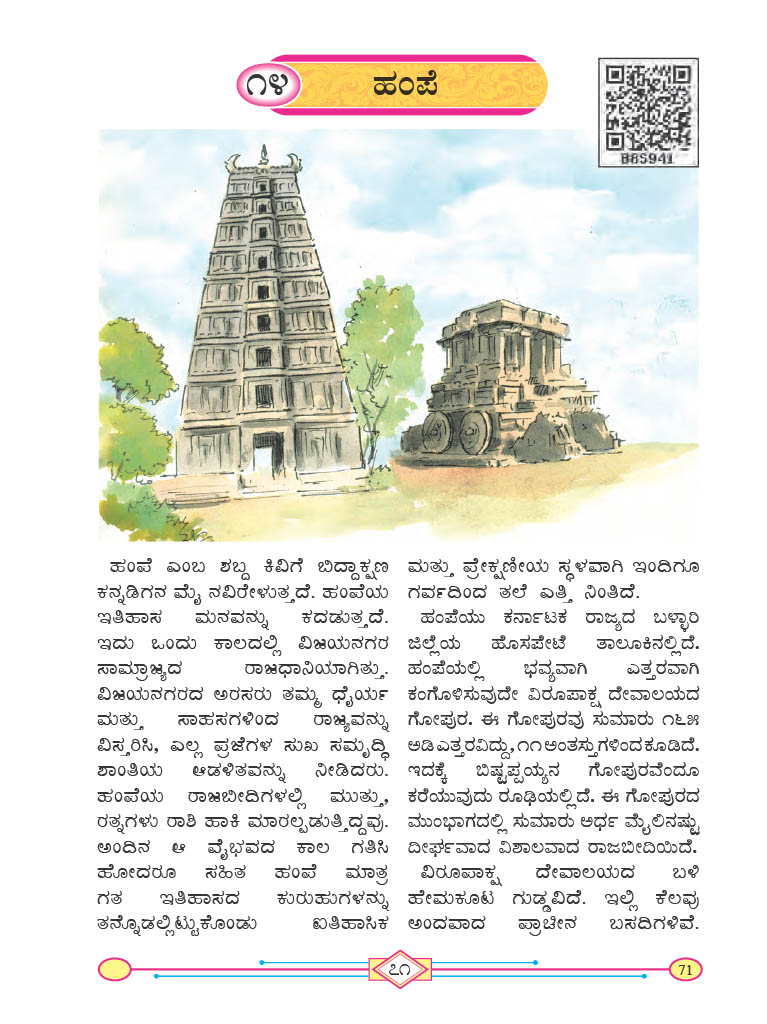 ೧೪
ಹಂಪೆ
B8S941
ಹಂಪೆ ಎಂಬ ಶಬ್ದ ಕಿವಿಗೆ ಬಿದ್ದಾಕ್ಷಣ
ಕನ್ನಡಿಗನ ಮೈ ನವಿರೇಳುತ್ತದೆ. ಹಂಪೆಯ
ಇತಿಹಾಸ ಮನವನ್ನು ಕದಡುತ್ತದೆ.
ಇದು ಒಂದು ಕಾಲದಲ್ಲಿ ವಿಜಯನಗರ
ಸಾಮ್ರಾಜ್ಯದ ರಾಜಧಾನಿಯಾಗಿತ್ತು.
ವಿಜಯನಗರದ ಅರಸರು ತಮ್ಮ ಧೈರ್ಯ
ಮತ್ತು ಸಾಹಸಗಳಿಂದ ರಾಜ್ಯವನ್ನು
ವಿಸ್ತರಿಸಿ, ಎಲ್ಲ ಪ್ರಜೆಗಳ ಸುಖ ಸಮೃದ್ಧಿ
ಶಾಂತಿಯ ಆಡಳಿತವನ್ನು ನೀಡಿದರು.
ಹಂಪೆಯ ರಾಜಬೀದಿಗಳಲ್ಲಿ ಮುತ್ತು,
ರತ್ನಗಳು ರಾಶಿ ಹಾಕಿ ಮಾರಲ್ಪಡುತ್ತಿದ್ದವು.
ಅಂದಿನ ಆ ವೈಭವದ ಕಾಲ ಗತಿಸಿ
ಹೋದರೂ ಸಹಿತ ಹಂಪೆ ಮಾತ್ರ
ಗತ ಇತಿಹಾಸದ ಕುರುಹುಗಳನ್ನು
ತನ್ನೊಡಲ್ಲಿಟ್ಟುಕೊಂಡು ಐತಿಹಾಸಿಕ
ಮತ್ತು ಪ್ರೇಕ್ಷಣೀಯ ಸ್ಥಳವಾಗಿ ಇಂದಿಗೂ
ಗರ್ವದಿಂದ ತಲೆ ಎತ್ತಿ ನಿಂತಿದೆ.
ಹಂಪೆಯು ಕರ್ನಾಟಕ ರಾಜ್ಯದ ಬಳ್ಳಾರಿ
ಜಿಲ್ಲೆಯ ಹೊಸಪೇಟೆ ತಾಲೂಕಿನಲ್ಲಿದೆ.
ಹಂಪೆಯಲ್ಲಿ ಭವ್ಯವಾಗಿ ಎತ್ತರವಾಗಿ
ಕಂಗೊಳಿಸುವುದೇ ವಿರೂಪಾಕ್ಷ ದೇವಾಲಯದ
ಗೋಪುರ. ಈ ಗೋಪುರವು ಸುಮಾರು ೧೬೫
ಅಡಿ ಎತ್ತರವಿದ್ದು, ೧೧ ಅಂತಸ್ತುಗಳಿಂದ ಕೂಡಿದೆ.
ಇದಕ್ಕೆ ಬಿಷ್ಟಪ್ಪಯ್ಯನ ಗೋಪುರವೆಂದೂ
ಕರೆಯುವುದು ರೂಢಿಯಲ್ಲಿದೆ. ಈ ಗೋಪುರದ
ಮುಂಭಾಗದಲ್ಲಿ ಸುಮಾರು ಅರ್ಧ ಮೈಲಿನಷ್ಟು
ದೀರ್ಘವಾದ ವಿಶಾಲವಾದ ರಾಜಬೀದಿಯಿದೆ.
ವಿರೂಪಾಕ್ಷ ದೇವಾಲಯದ ಬಳಿ
ಹೇಮಕೂಟ ಗುಡ್ಡವಿದೆ. ಇಲ್ಲಿ ಕೆಲವು
ಅಂದವಾದ ಪ್ರಾಚೀನ ಬಸದಿಗಳಿವೆ.
೭೧
71